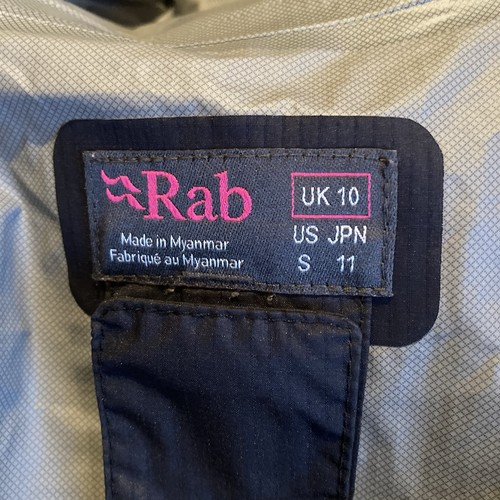 Rab
UK 10
Made in Myanmar
Fabriqué au Myanmar
US JPN
S 11